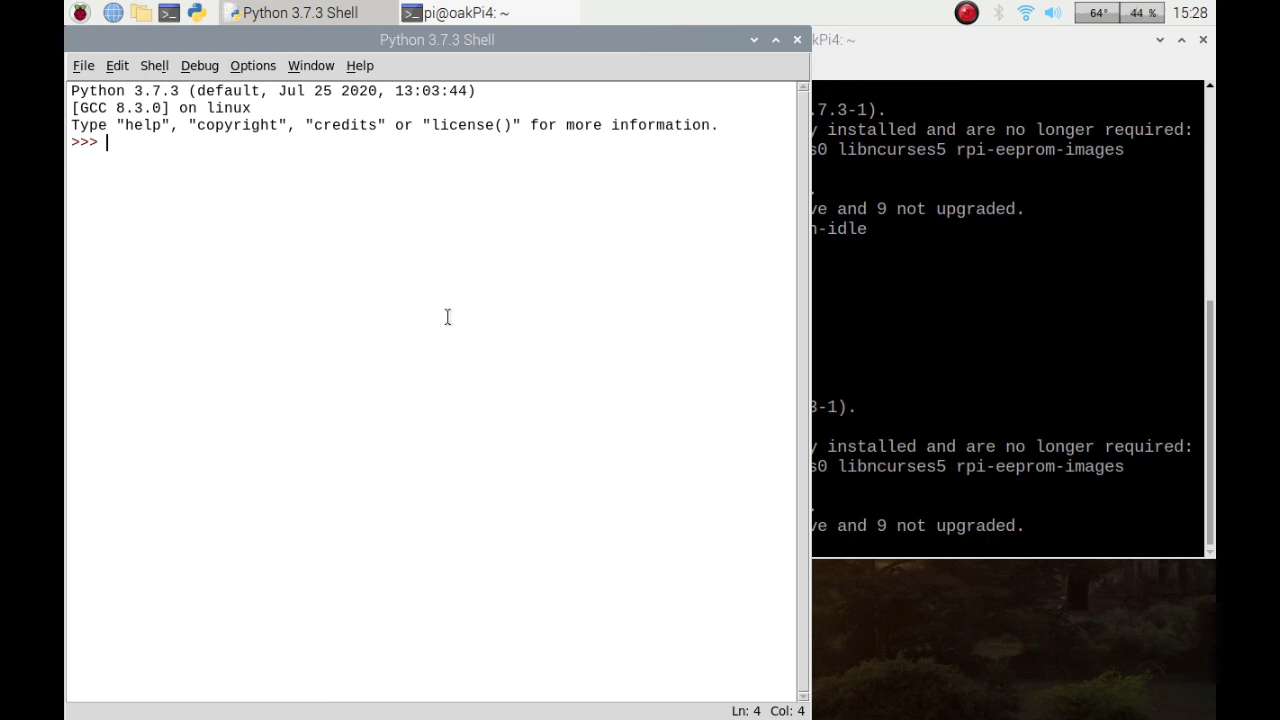 Python 3.7.3 Shell
pi@oakPi4: ~
64°
44 %
15:28
Python 3.7.3 Shell
File Edit Shell Debug Options Window Help
Python 3.7.3 (default, Jul 25 2020, 13:03:44)
[GCC 8.3.0] on linux
Type "help", "copyright", "credits" or "license()" for more information.
>>>
Ln: 4 Col: 4
kPi4: ~
.7.3-1).
y installed and are no longer required:
s0 libncurses5 rpi-eeprom-images
.
ve and 9 not upgraded.
n-idle
3-1).
y installed and are no longer required:
s0 libncurses5 rpi-eeprom-images
.
ve and 9 not upgraded.